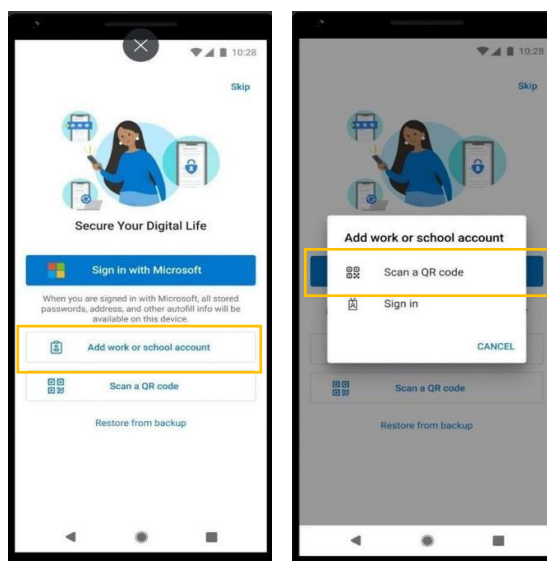 10:28
Skip
Secure Your Digital Life
Sign in with Microsoft
When you are signed in with Microsoft, all stored
passwords, address, and other autofill info will be
available on this device.
Add work or school account
Scan a QR code
Restore from backup
10:28
Skip
Add work or school account
Scan a QR code
Sign in
CANCEL
Scan a QR code
Restore from backup